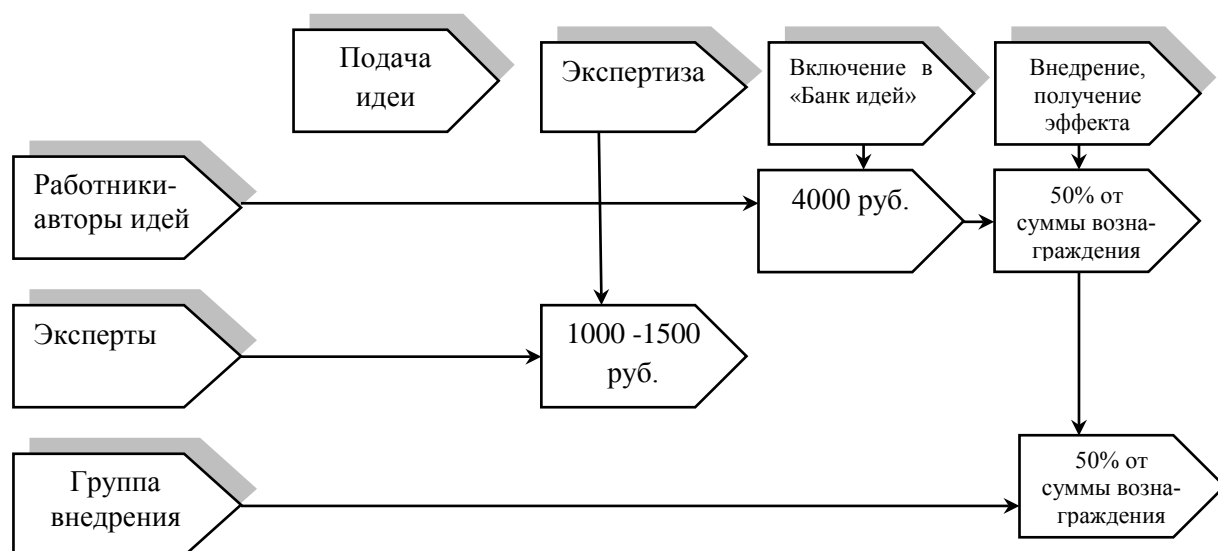 Подача
идеи
Экспертиза
Включение в
«Банк идей»
Внедрение,
получение
эффекта
Работники-
авторы идей
4000 руб.
50% от
суммы возна-
граждения
Эксперты
1000 -1500
руб.
Группа
внедрения
50% от
суммы возна-
граждения